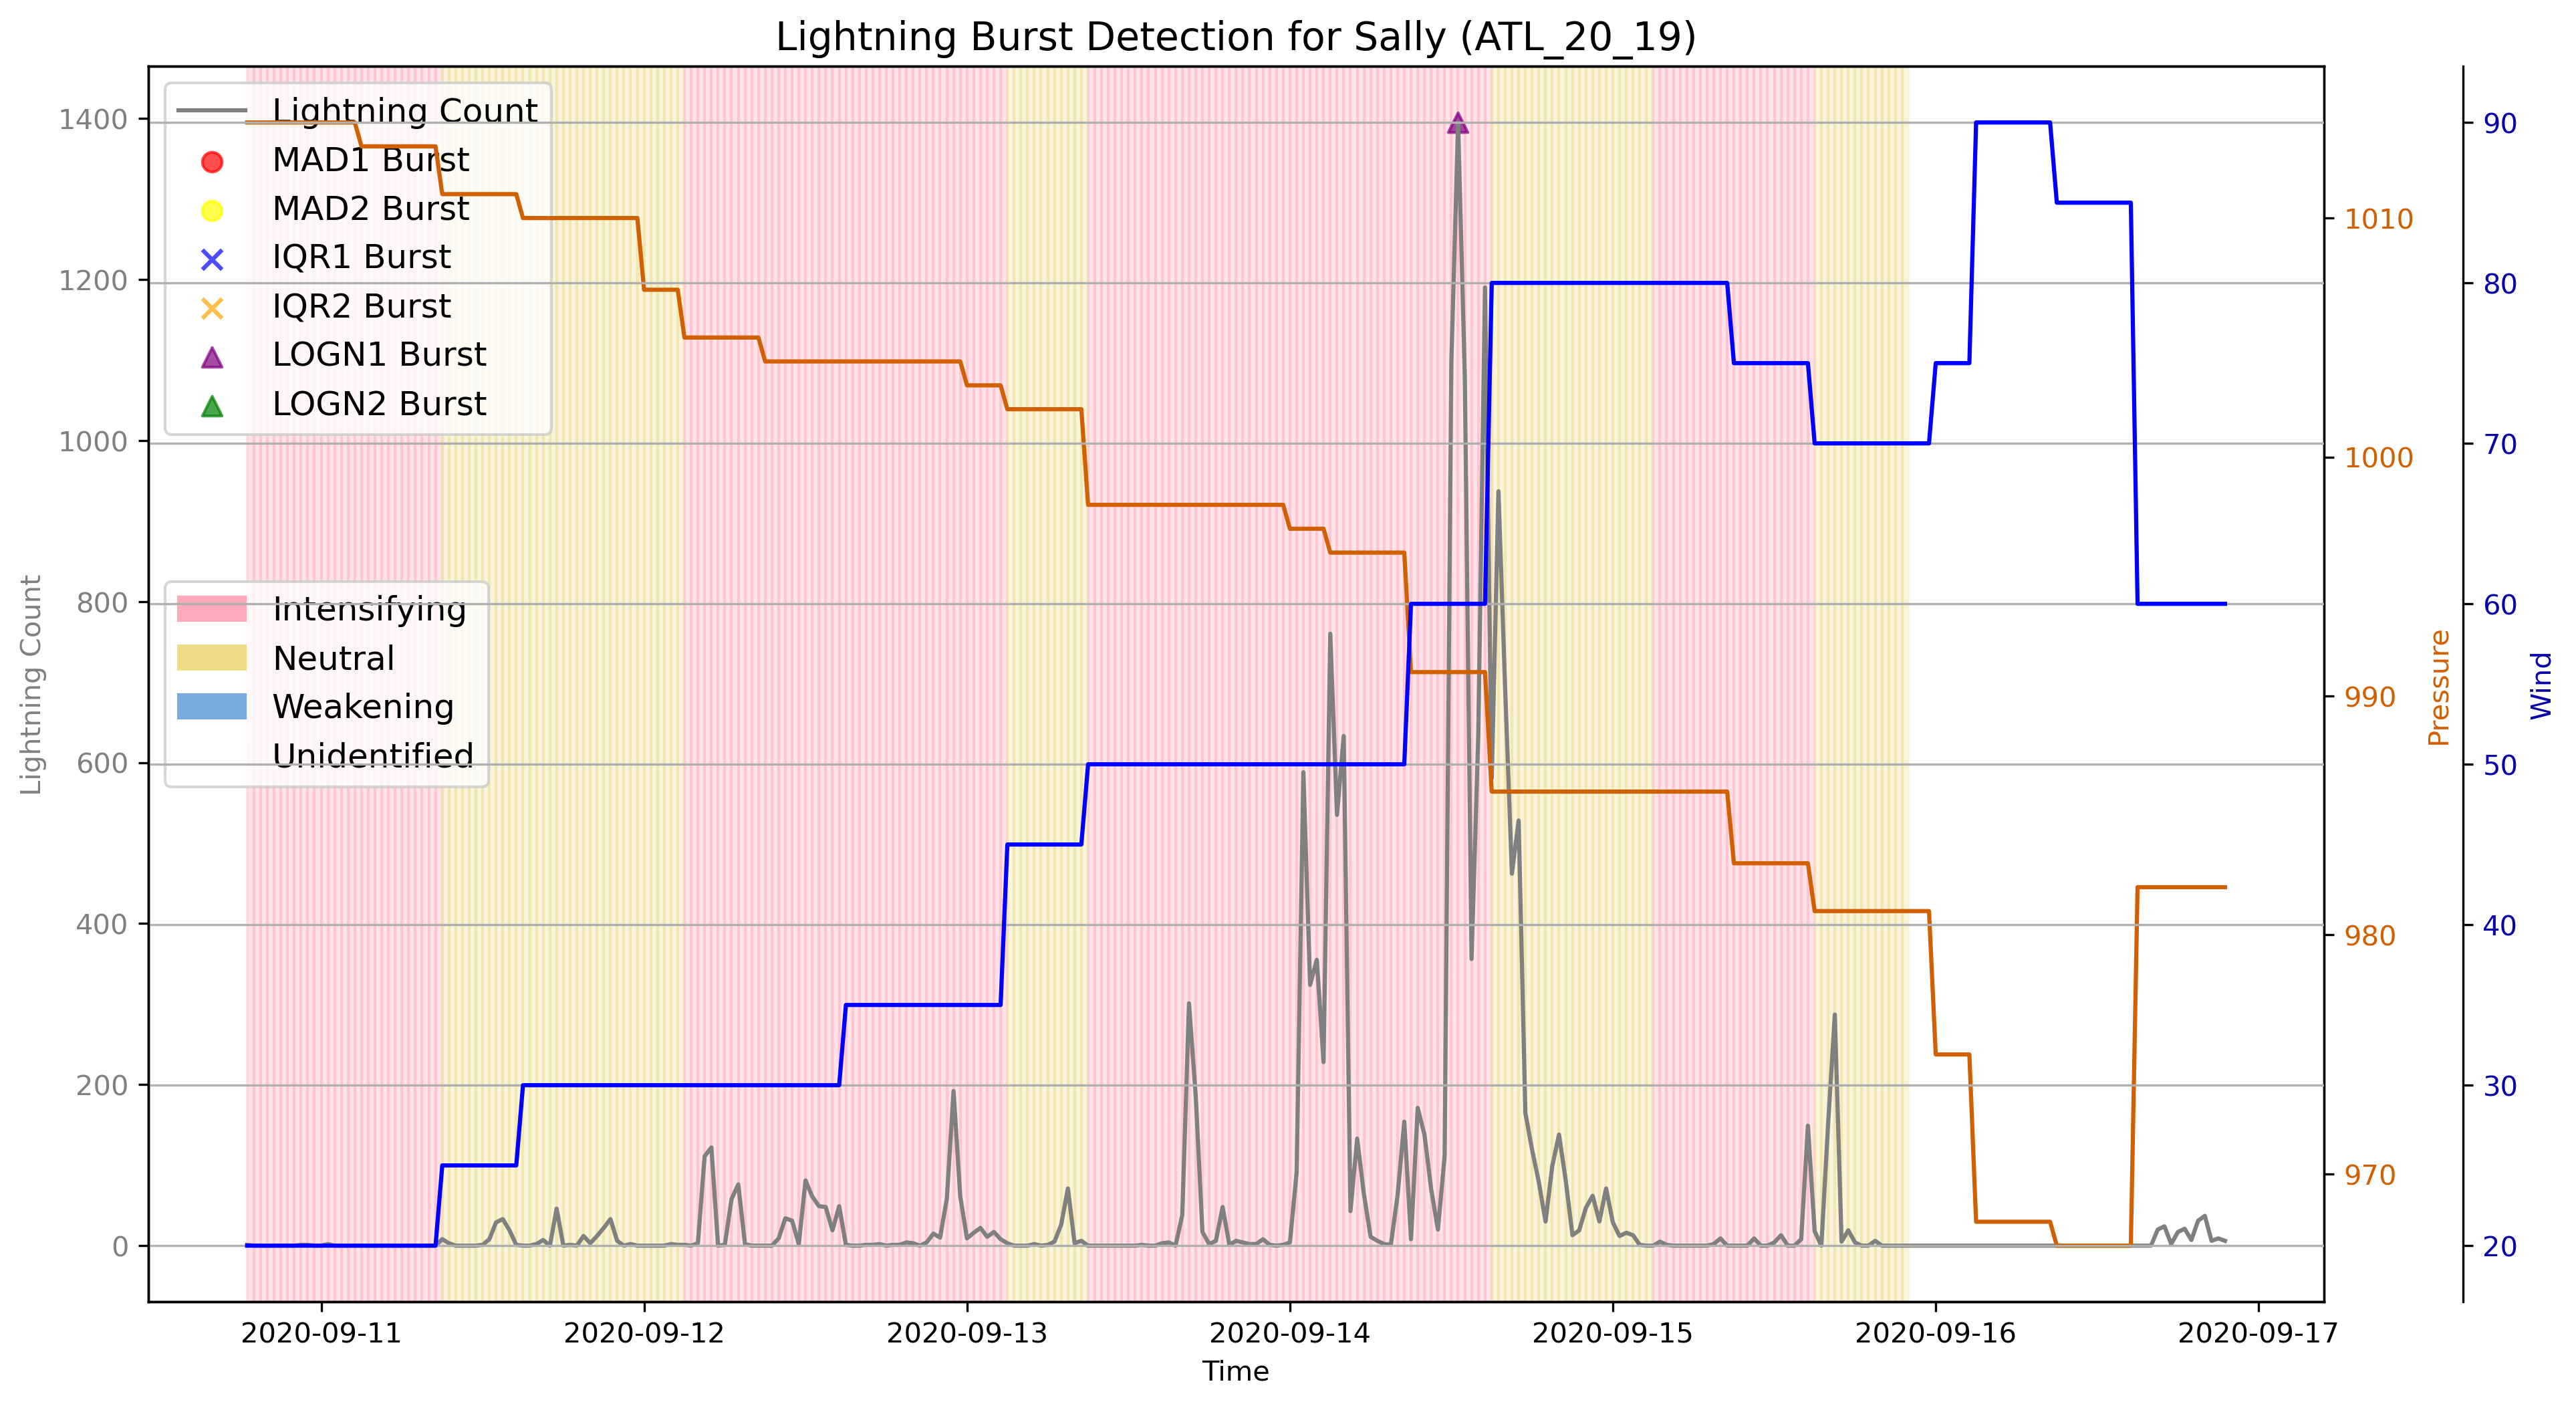 Lightning Burst Detection for Sally (ATL_20_19)
Lightning Count
MAD1 Burst
MAD2 Burst
IQR1 Burst
IQR2 Burst
LOGN1 Burst
LOGN2 Burst
Intensifying
Neutral
Weakening
Unidentified
Lightning Count
1400
1200
1000
800
600
400
200
0
1010
1000
990
980
970
Pressure
90
80
70
60
50
40
30
20
Wind
2020-09-11
2020-09-12
2020-09-13
2020-09-14
2020-09-15
2020-09-16
2020-09-17
Time